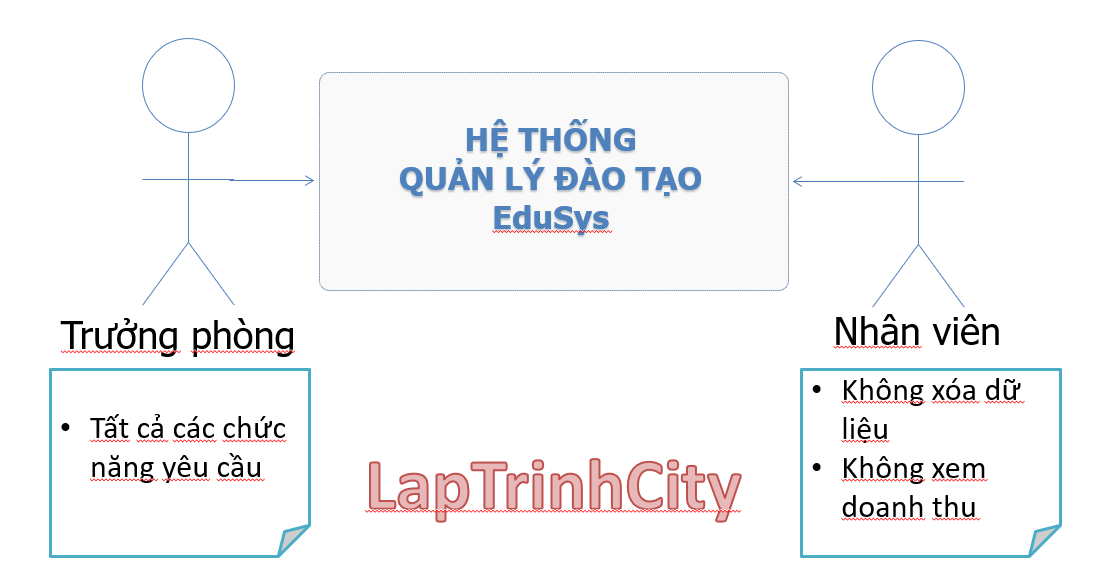 HỆ THỐNG
QUẢN LÝ ĐÀO TẠO
EduSys
Trưởng phòng
Nhân viên
• Tất cả các chức
năng yêu cầu
• Không xóa dữ
liệu
• Không xem
doanh thu
LapTrinhCity